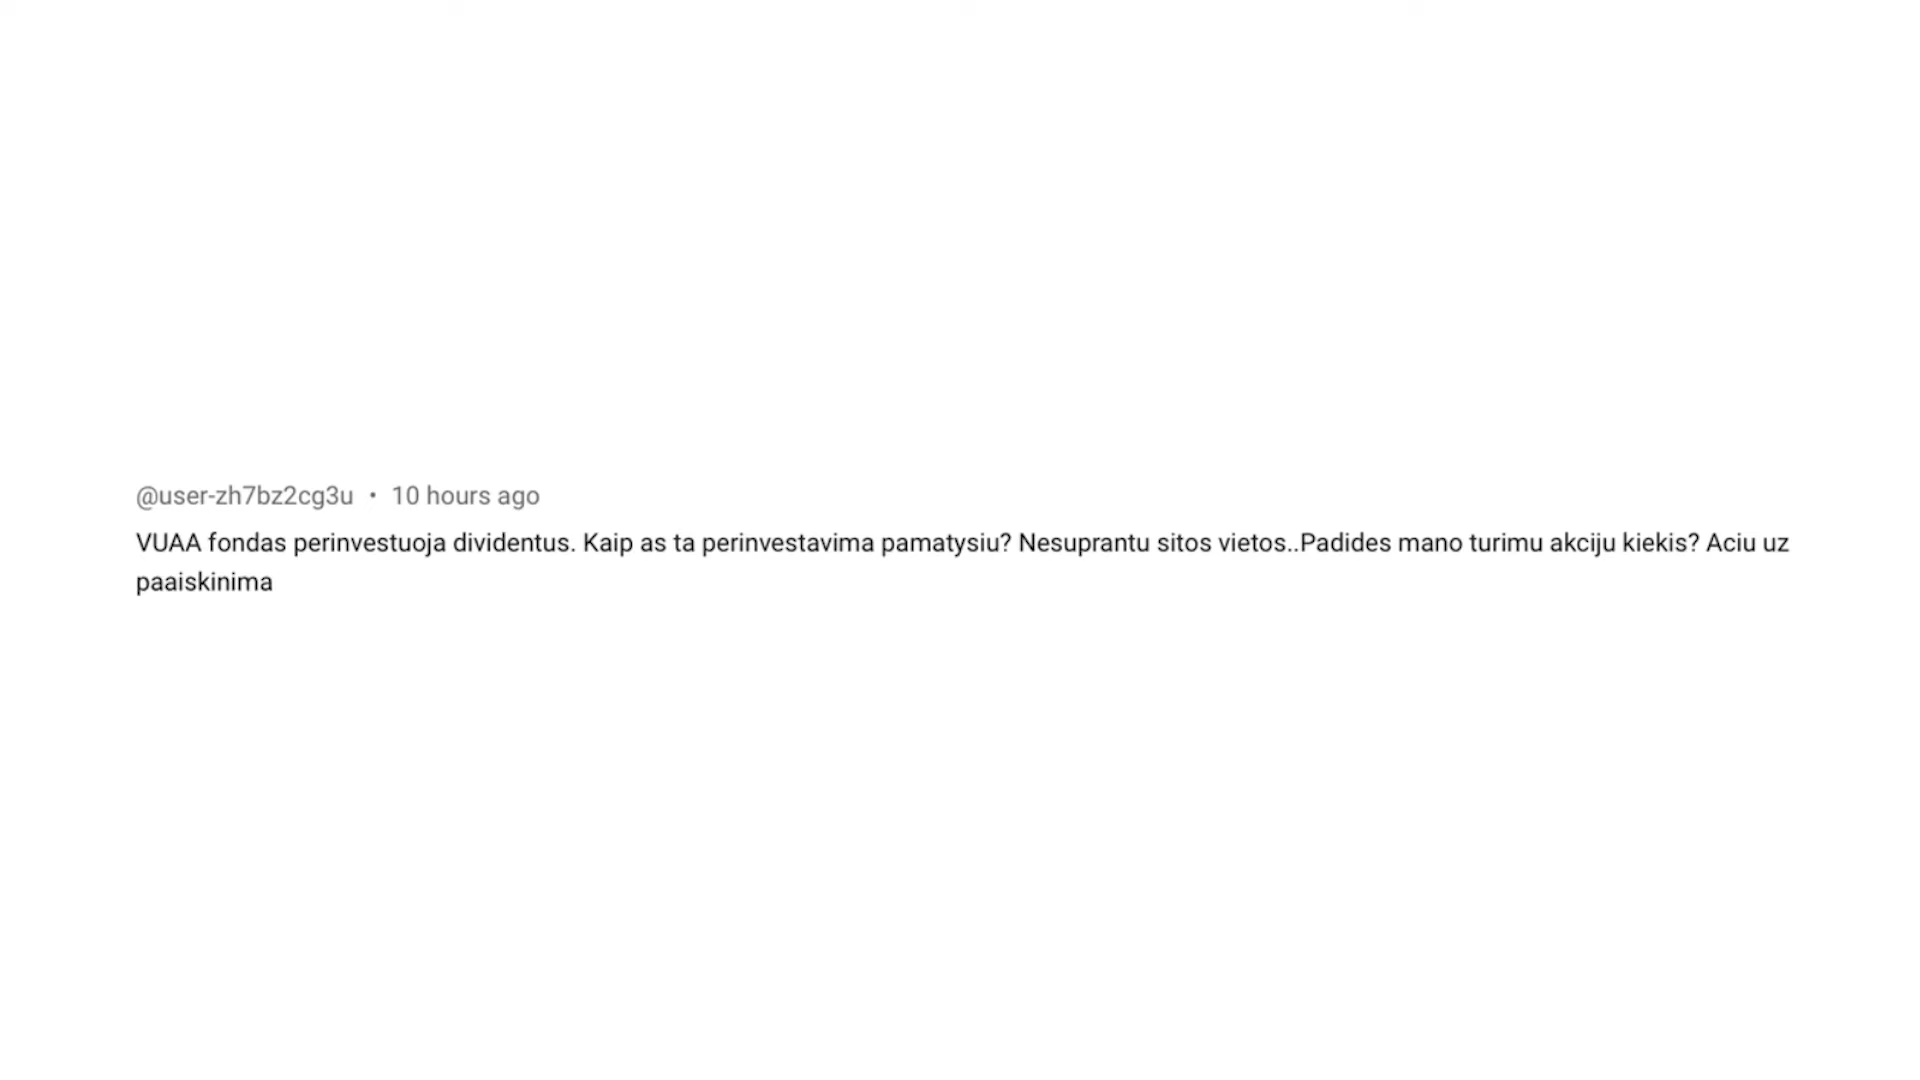 @user-zh7bz2cg3u • 10 hours ago
VUAA fondas perinvestuoja dividentus. Kaip as ta perinvestavima pamatysiu? Nesuprantu sitos vietos..Padides mano turimu akciju kiekis? Aciu uz
paaiskinima